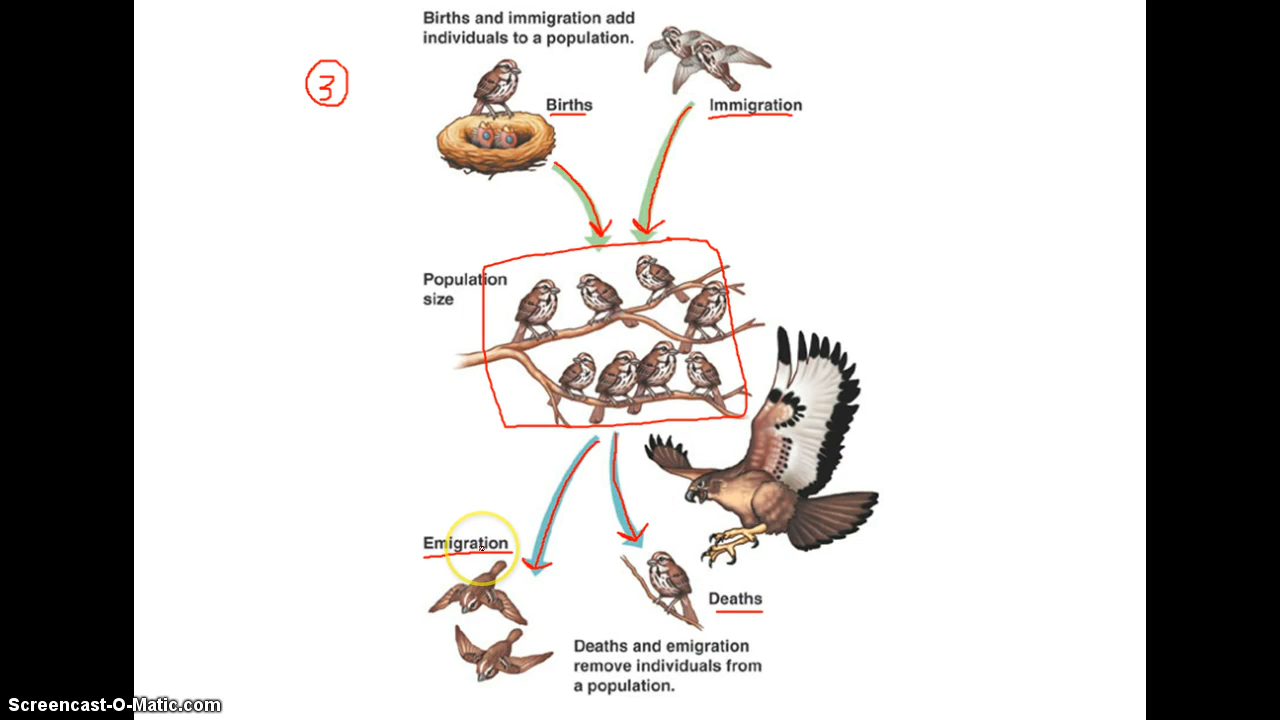 Births and immigration add
individuals to a population.
3
Births
Immigration
Population
size
Emigration
Deaths
Deaths and emigration
remove individuals from
a population.
Screencast-O-Matic.com